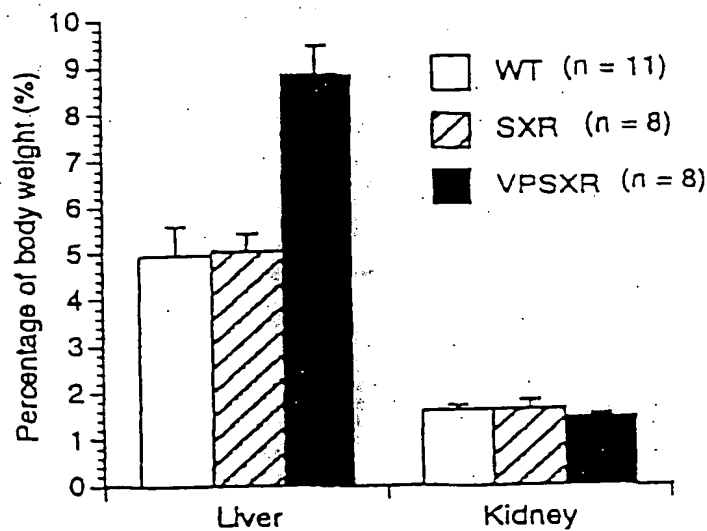 Percentage of body weight (%)
10
9
8
7
6
5
4
3
2
1
0
WT (n = 11)
SXR (n = 8)
VPSXR (n = 8)
Liver
Kidney